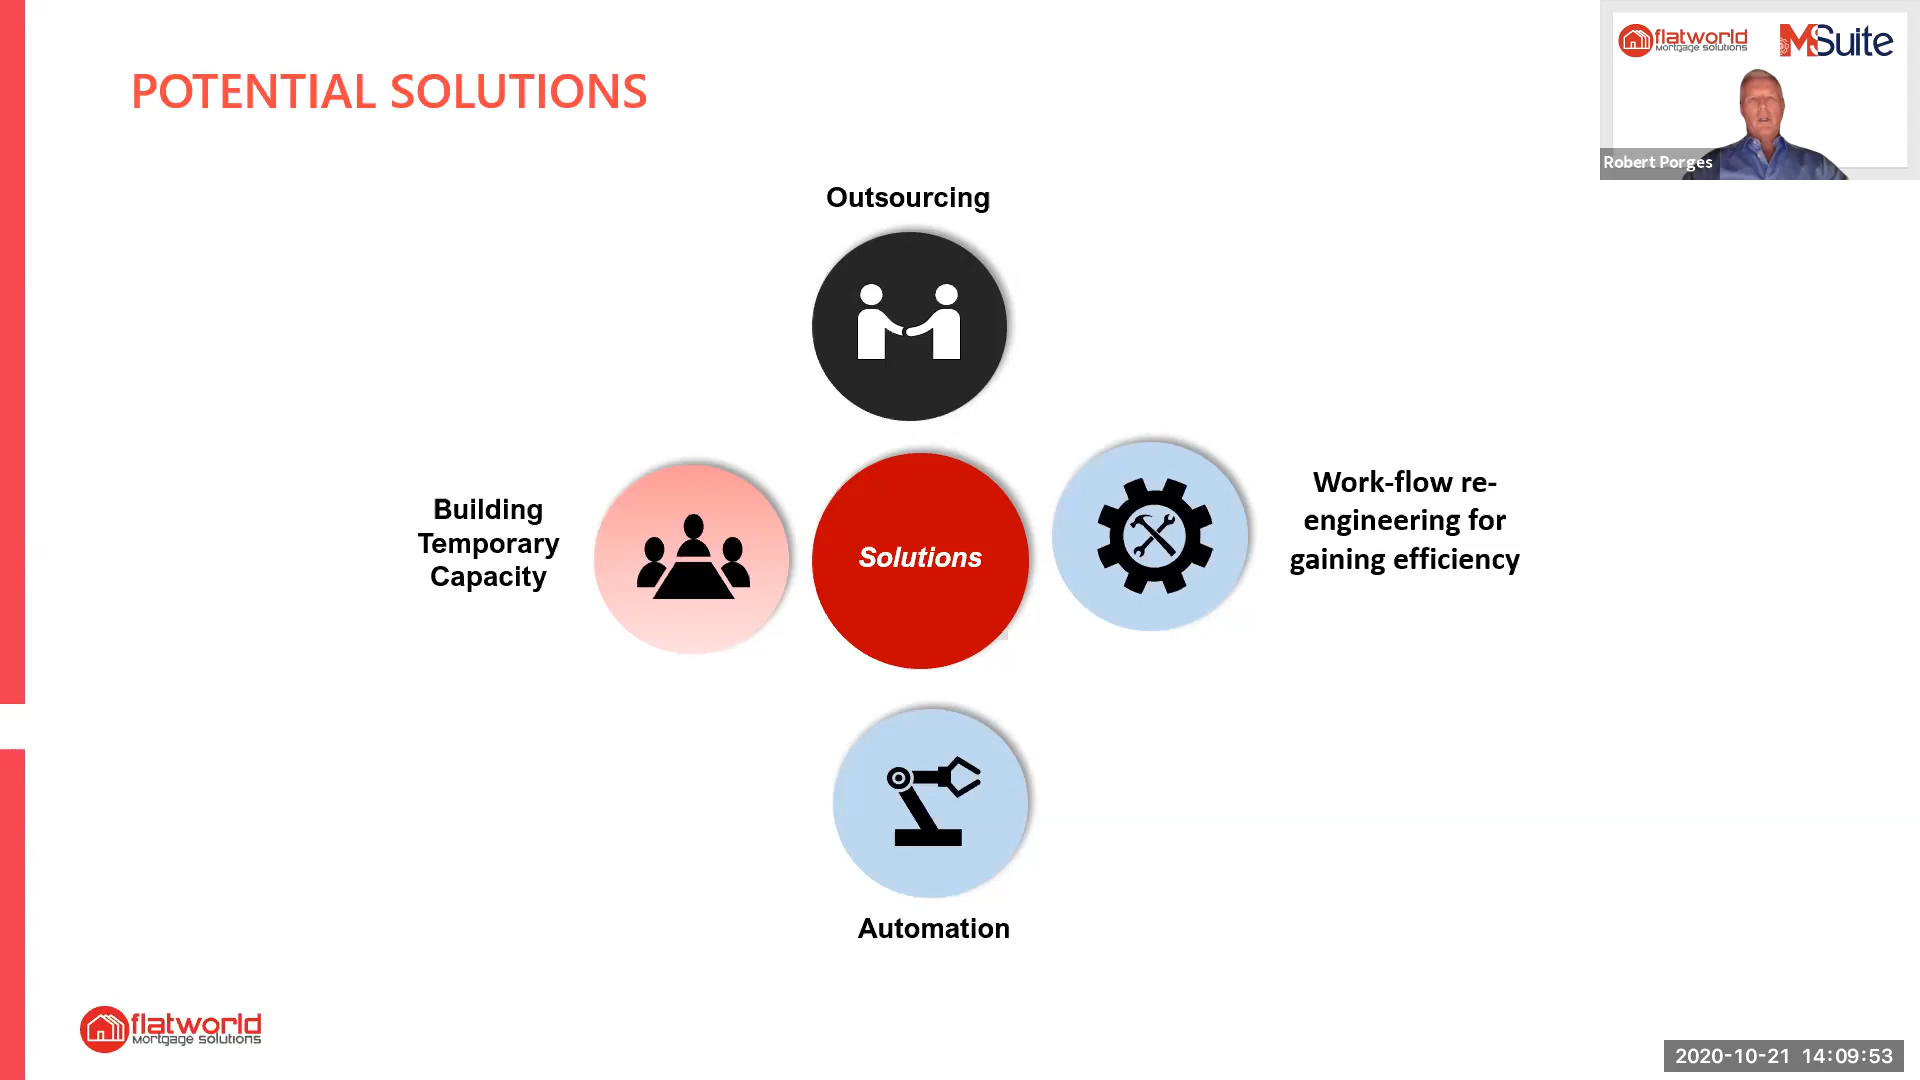 POTENTIAL SOLUTIONS
flatworld
Mortgage Solutions
MSuite
Robert Porges
Outsourcing
Building
Temporary
Capacity
Solutions
Work-flow re-
engineering for
gaining efficiency
Automation
flatworld
Mortgage Solutions
2020-10-21 14:09:53